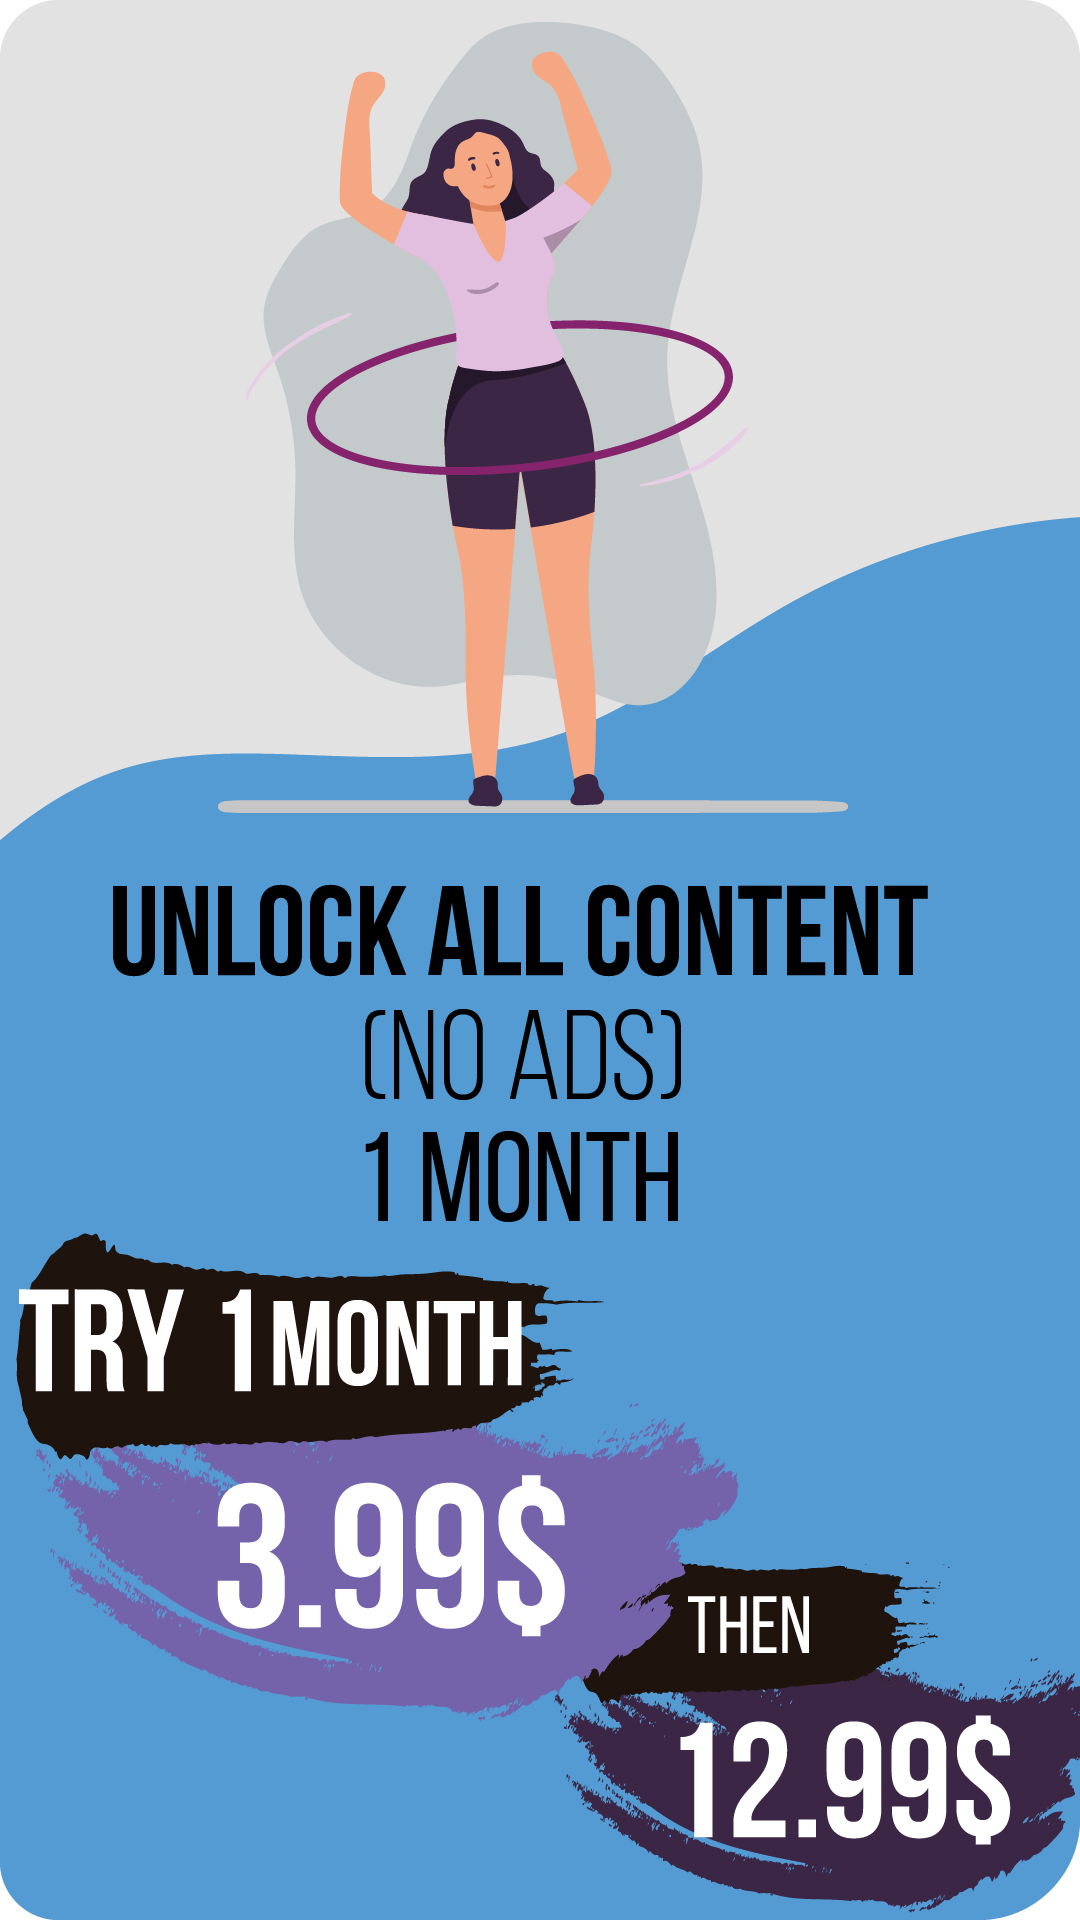 UNLOCK ALL CONTENT
(NO ADS)
1 MONTH
TRY 1 MONTH
3.99$
THEN
12.99$